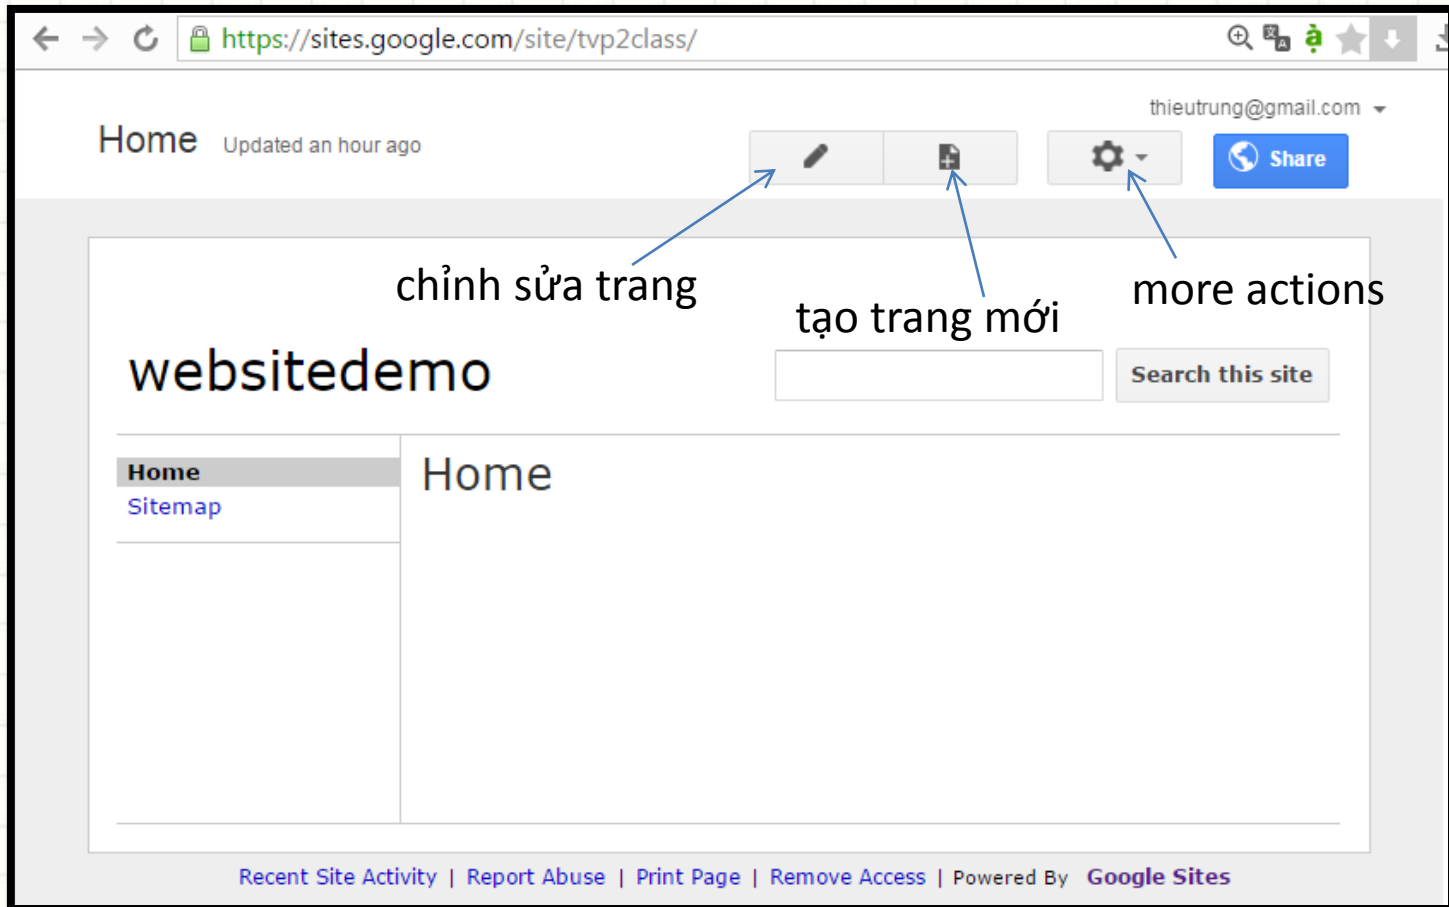 https://sites.google.com/site/tvp2class/
thieutrung@gmail.com
Home Updated an hour ago
Share
chỉnh sửa trang
tạo trang mới
more actions
websitedemo
Search this site
Home
Sitemap
Home
Recent Site Activity | Report Abuse | Print Page | Remove Access | Powered By Google Sites